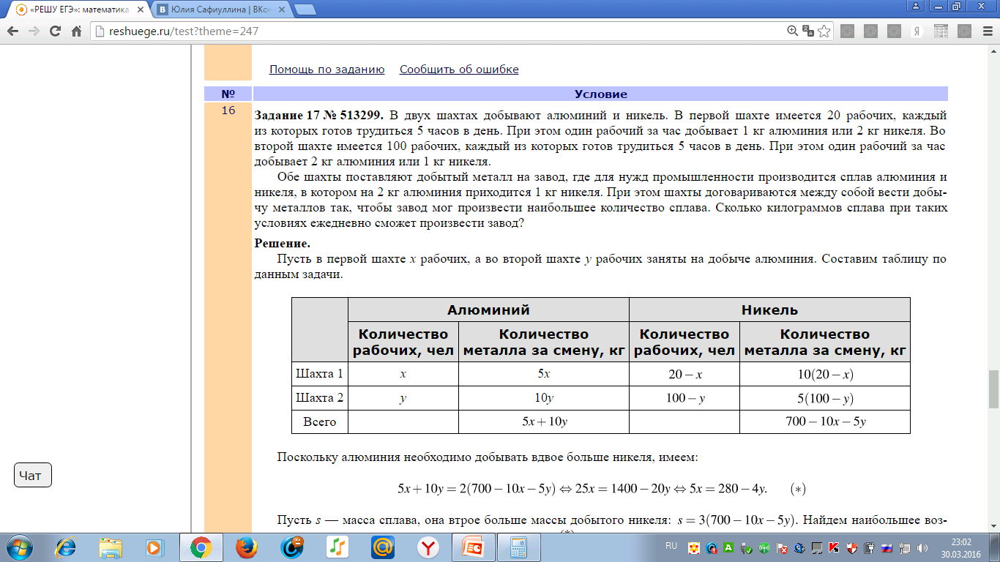 «РЕШУ ЕГЭ»: математика.
Юлия Сафиуллина | ВКон
reshuege.ru/test?theme=247
Помощь по заданию Сообщить об ошибке
№ Условие
16
Задание 17 № 513299. В двух шахтах добывают алюминий и никель. В первой шахте имеется 20 рабочих, каждый
из которых готов трудиться 5 часов в день. При этом один рабочий за час добывает 1 кг алюминия или 2 кг никеля. Во
второй шахте имеется 100 рабочих, каждый из которых готов трудиться 5 часов в день. При этом один рабочий за час
добывает 2 кг алюминия или 1 кг никеля.
Обе шахты поставляют добытый металл на завод, где для нужд промышленности производится сплав алюминия и
никеля, в котором на 2 кг алюминия приходится 1 кг никеля. При этом шахты договариваются между собой вести добы-
чу металлов так, чтобы завод мог произвести наибольшее количество сплава. Сколько килограммов сплава при таких
условиях ежедневно сможет произвести завод?
Решение.
Пусть в первой шахте x рабочих, а во второй шахте y рабочих заняты на добыче алюминия. Составим таблицу по
данным задачи.
Алюминий Никель
Количество рабочих, чел Количество металла за смену, кг Количество рабочих, чел Количество металла за смену, кг
Шахта 1 x 5x 20 − x 10(20 − x)
Шахта 2 y 10y 100 − y 5(100 − y)
Всего 5x + 10y 700 − 10x − 5y
Поскольку алюминия необходимо добывать вдвое больше никеля, имеем:
5x + 10y = 2(700 − 10x − 5y) ⇔ 25x = 1400 − 20y ⇔ 5x = 280 − 4y. (∗)
Пусть s — масса сплава, она втрое больше массы добытого никеля: s = 3(700 − 10x − 5y). Найдем наибольшее воз-
Чат
RU
23:02
30.03.2016